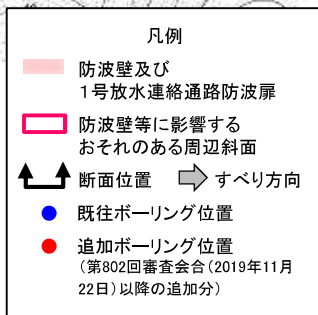 凡例
防波壁及び
１号放水連絡通路防波扉
防波壁等に影響する
おそれのある周辺斜面
断面位置 すべり方向
既往ボーリング位置
追加ボーリング位置
（第802回審査会合（2019年11月
22日）以降の追加分）